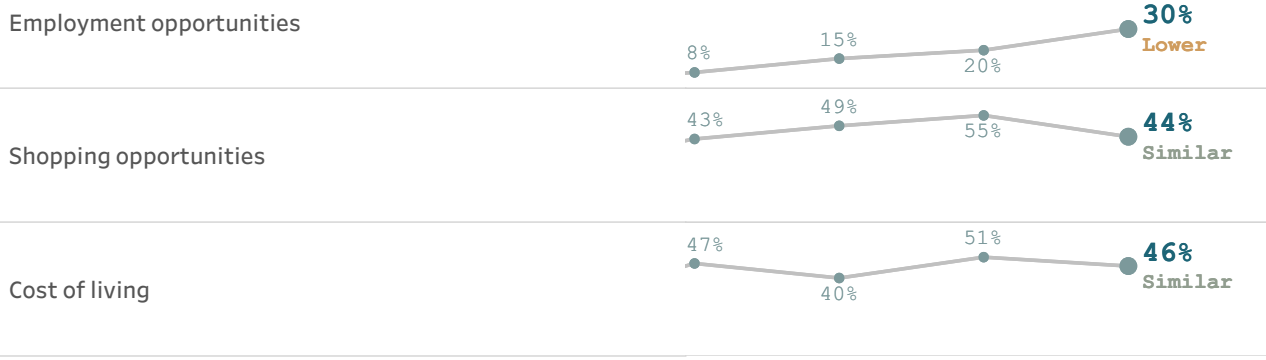 Employment opportunities
8%
15%
20%
30%
Lower
Shopping opportunities
43%
49%
55%
44%
Similar
Cost of living
47%
40%
51%
46%
Similar